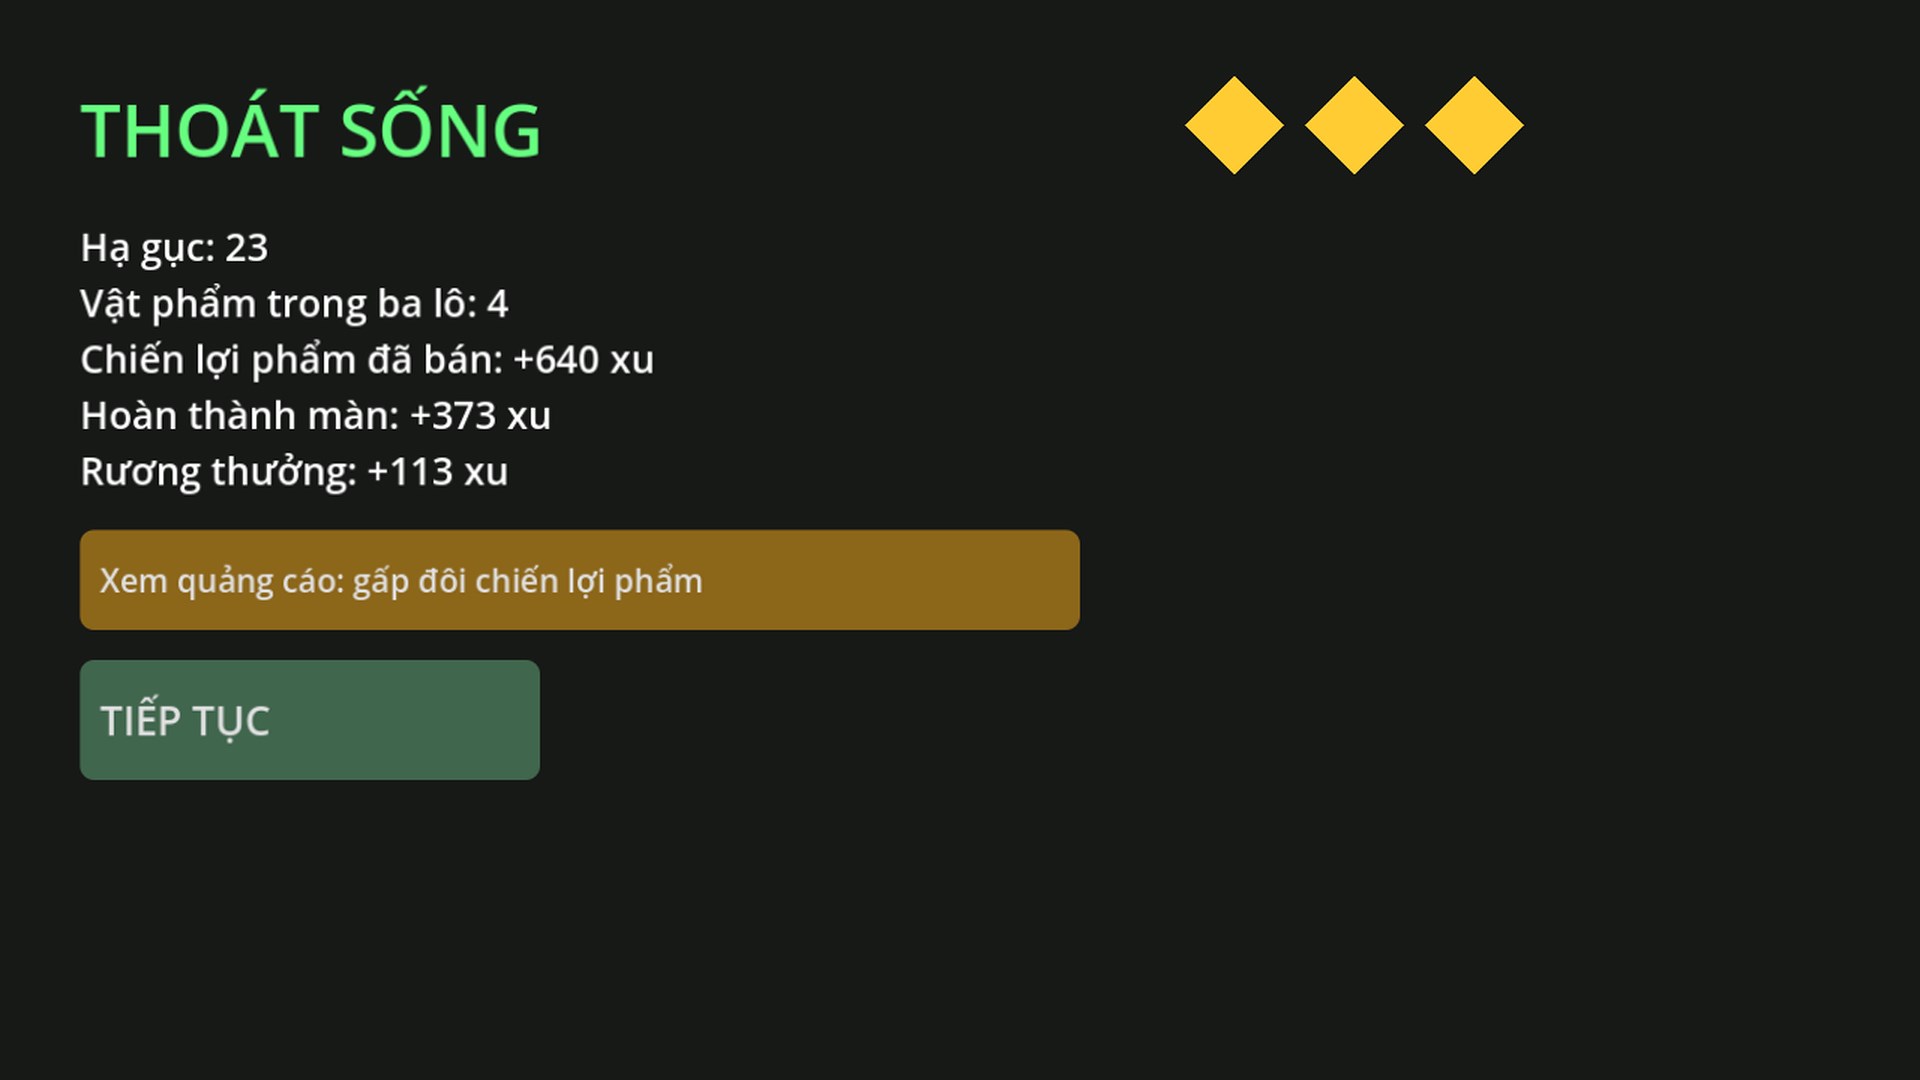 THOÁT SỐNG
Hạ gục: 23
Vật phẩm trong ba lô: 4
Chiến lợi phẩm đã bán: +640 xu
Hoàn thành màn: +373 xu
Rương thưởng: +113 xu
Xem quảng cáo: gấp đôi chiến lợi phẩm
TIẾP TỤC